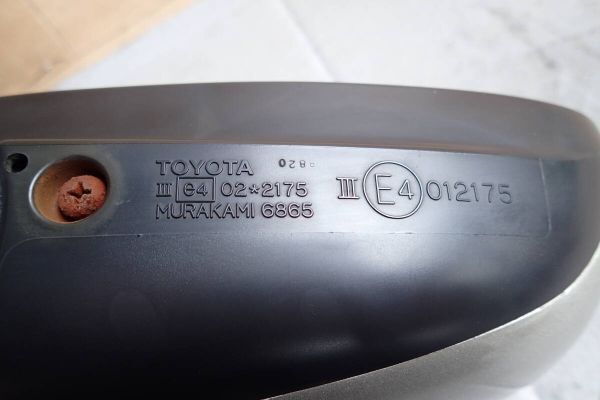 TOYOTA
III e4 02*2175
MURAKAMI 6865
III E4 012175